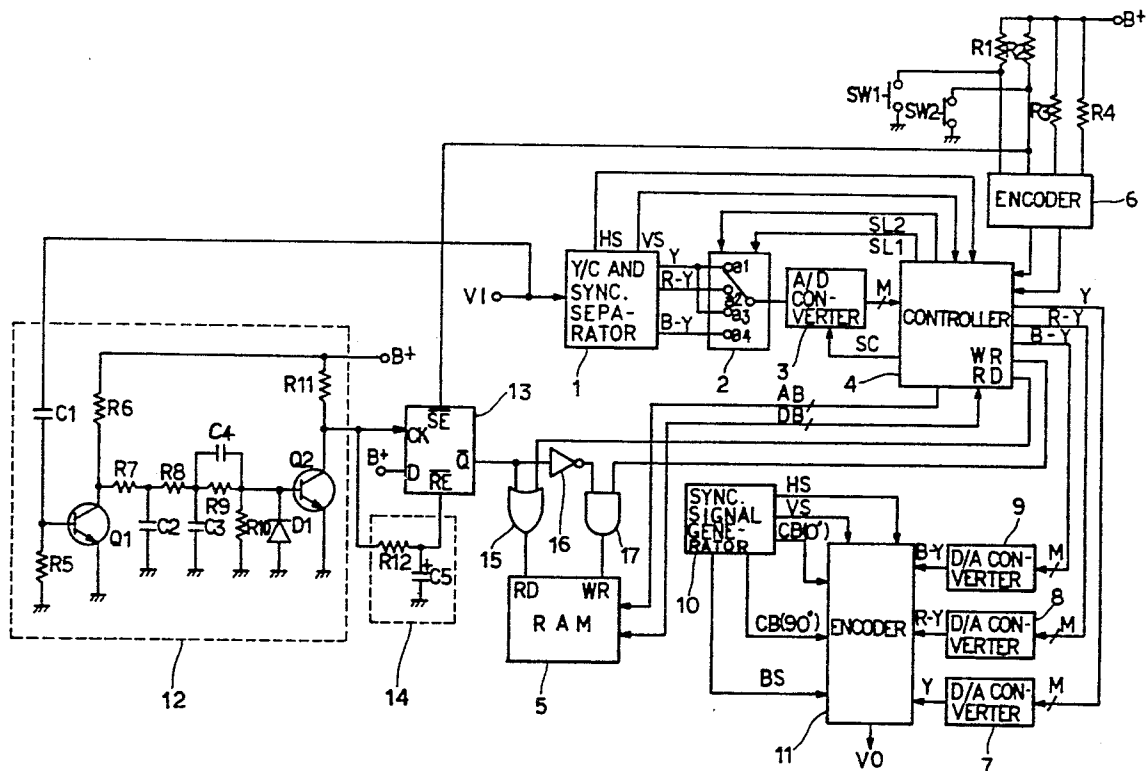 B+
R1
R2
SW1
SW2
R3
R4
ENCODER
6
HS
VS
SL2
SL1
VI
Y/C AND
SYNC.
SEPA-
RATOR
1
Y
R-Y
B-Y
a1
a2
a3
a4
2
A/D
CON-
VERTER
3
M
SC
CONTROLLER
4
Y
R-Y
B-Y
WR
RD
AB
DB
B+
R11
R6
C1
C4
Q2
R7
R8
R9
R10
D1
C2
C3
Q1
R5
12
13
SE
CK
B+
D
Q
RE
R12
C5
+
14
15
16
17
RD
WR
RAM
5
SYNC.
SIGNAL
GENE-
RATOR
10
HS
VS
CB(0°)
CB(90°)
BS
ENCODER
11
VO
B-Y
D/A CON-
VERTER
9
M
R-Y
D/A CON-
VERTER
8
M
Y
D/A CON-
VERTER
7
M